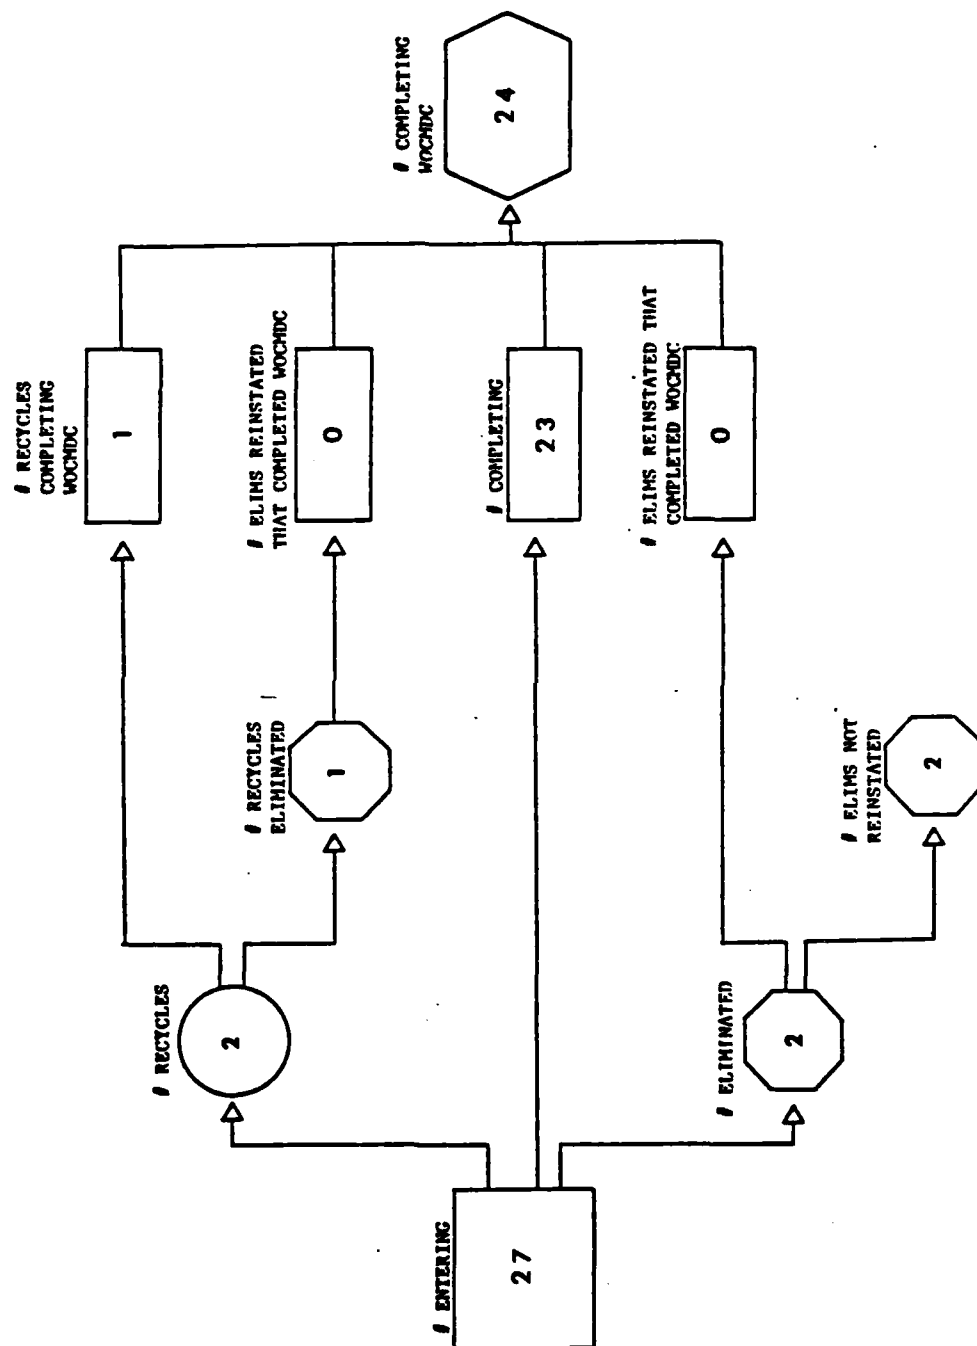 # RECYCLES
COMPLETING
WOCMDC
1
# ELIMS REINSTATED
THAT COMPLETED WOCMDC
0
# COMPLETING
23
# ELIMS REINSTATED THAT
COMPLETED WOCMDC
0
# COMPLETING
WOCMDC
24
# RECYCLES
ELIMINATED
1
# ELIMS NOT
REINSTATED
2
# RECYCLES
2
# ELIMINATED
2
# ENTERING
27